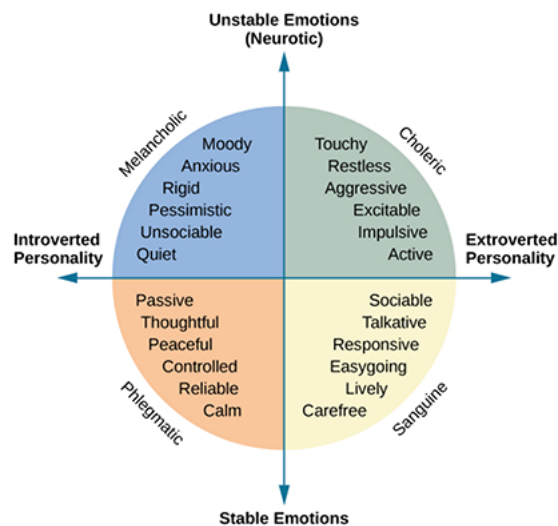 Unstable Emotions
(Neurotic)
Melancholic
Choleric
Moody
Anxious
Rigid
Pessimistic
Unsociable
Quiet
Touchy
Restless
Aggressive
Excitable
Impulsive
Active
Introverted
Personality
Extroverted
Personality
Passive
Thoughtful
Peaceful
Controlled
Reliable
Calm
Sociable
Talkative
Responsive
Easygoing
Lively
Carefree
Phlegmatic
Sanguine
Stable Emotions